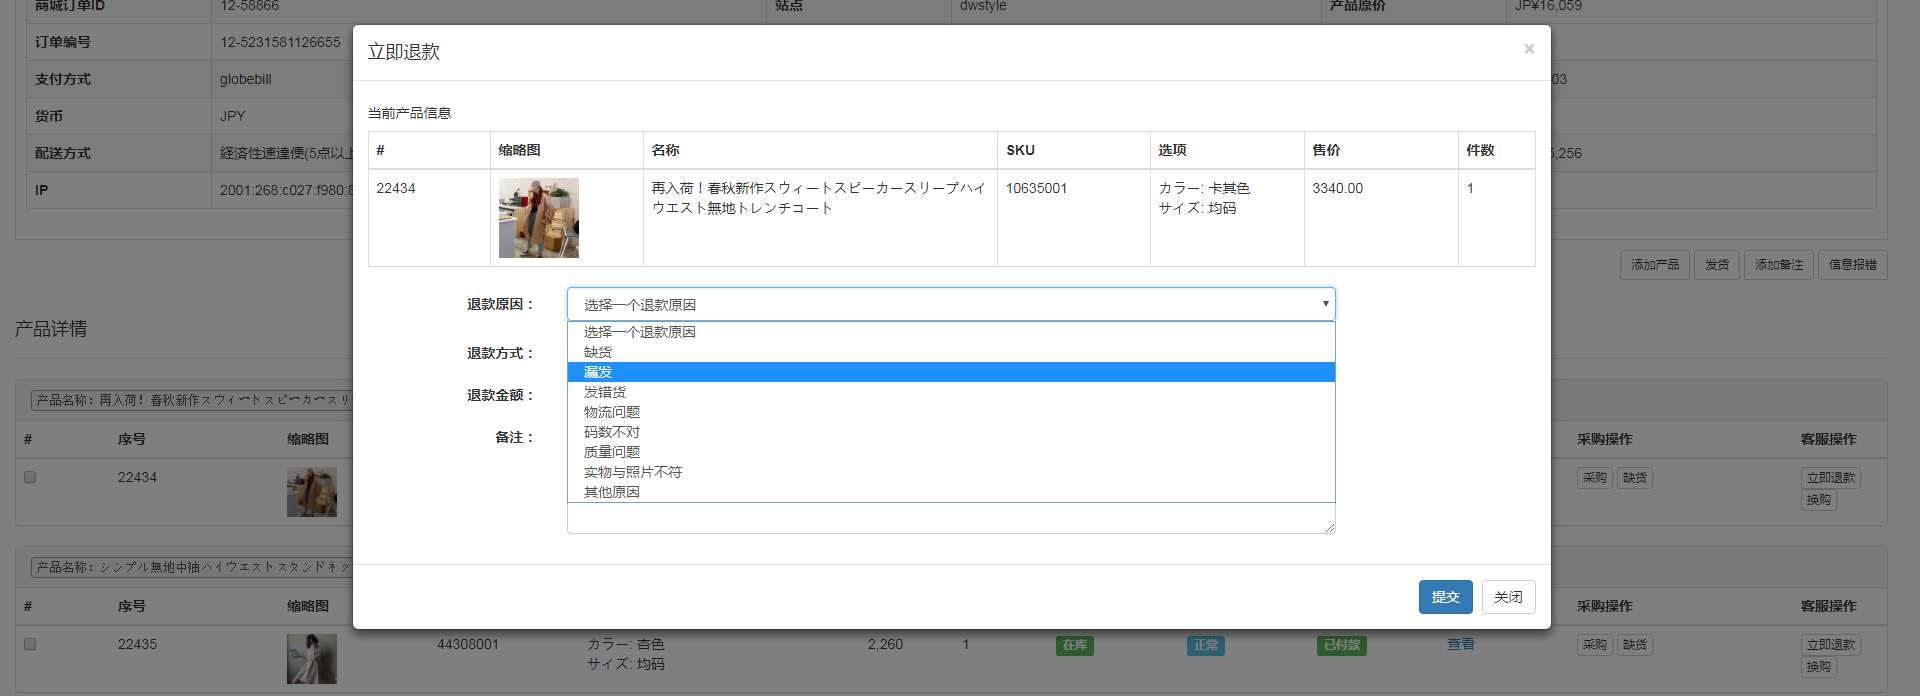 商城订单ID 12-58866 站点 dwstyle 产品原价 JP¥16,059
订单编号 12-5231581126655
支付方式 globebill 03
货币 JPY
配送方式 经济性速達便(5点以上 5,256
IP 2001:268:c027:f980:8
立即退款 ×
当前产品信息
# 缩略图 名称 SKU 选项 售价 件数
22434 再入荷！春秋新作スウィートスピーカースリーブハイ 10635001 カラー: 卡其色 3340.00 1
ウエスト無地トレンチコート サイズ: 均码
退款原因： 选择一个退款原因
选择一个退款原因
退款方式： 缺货
漏发
退款金额： 发错货
物流问题
备注： 码数不对
质量问题
实物与照片不符
其他原因
提交 关闭
添加产品 发货 添加备注 信息报错
产品详情
产品名称：再入荷！春秋新作スウィートスピーカースリ
# 序号 缩略图 采购操作 客服操作
22434 采购 缺货 立即退款
换购
产品名称：シンプル無地中袖ハイウエストスタンドネッ
# 序号 缩略图 采购操作 客服操作
22435 44308001 カラー: 杏色 2,260 1 在库 正常 已付款 查看 采购 缺货 立即退款
サイズ: 均码 换购